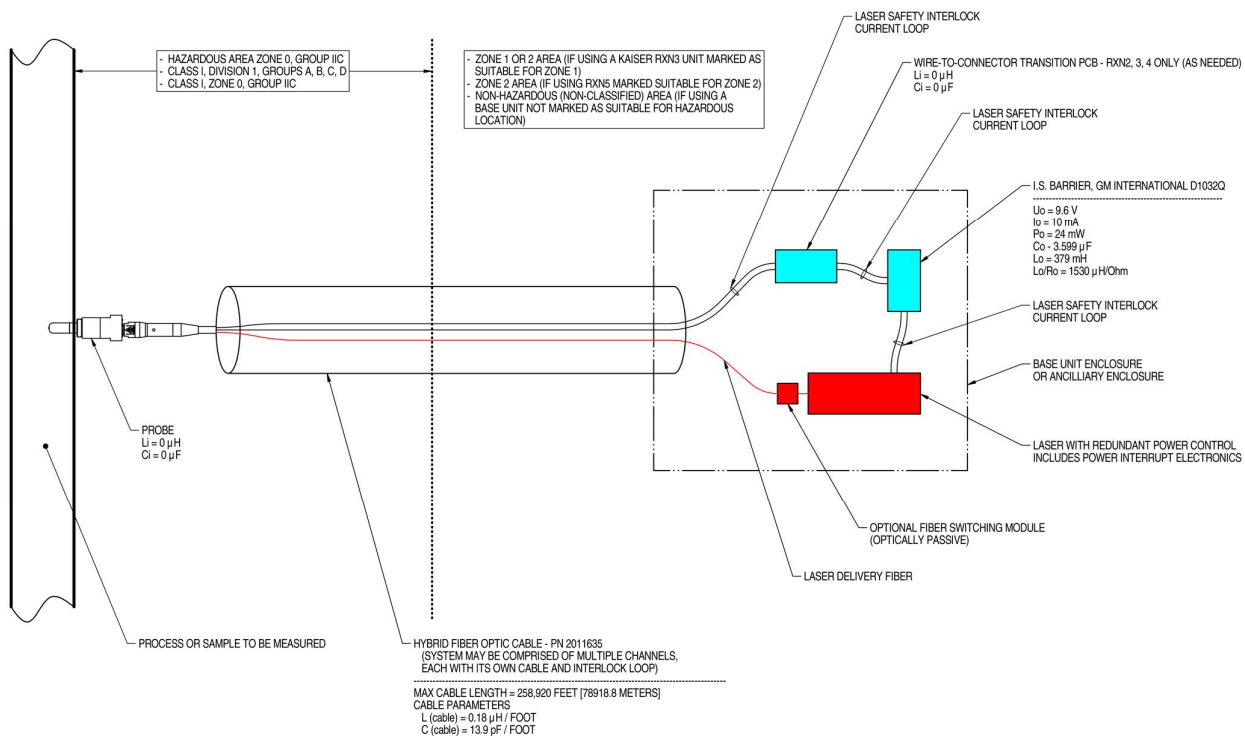 LASER SAFETY INTERLOCK
CURRENT LOOP
- HAZARDOUS AREA ZONE 0, GROUP IIC
- CLASS I, DIVISION 1, GROUPS A, B, C, D
- CLASS I, ZONE 0, GROUP IIC
- ZONE 1 OR 2 AREA (IF USING A KAISER RXN3 UNIT MARKED AS
SUITABLE FOR ZONE 1)
- ZONE 2 AREA (IF USING RXN5 MARKED SUITABLE FOR ZONE 2)
- NON-HAZARDOUS (NON-CLASSIFIED) AREA (IF USING A
BASE UNIT NOT MARKED AS SUITABLE FOR HAZARDOUS
LOCATION)
WIRE-TO-CONNECTOR TRANSITION PCB - RXN2, 3, 4 ONLY (AS NEEDED)
Li = 0 µH
Ci = 0 µF
LASER SAFETY INTERLOCK
CURRENT LOOP
I.S. BARRIER, GM INTERNATIONAL D1032Q
Uo = 9.6 V
Io = 10 mA
Po = 24 mW
Co - 3.599 µF
Lo = 379 mH
Lo/Ro = 1530 µH/Ohm
LASER SAFETY INTERLOCK
CURRENT LOOP
BASE UNIT ENCLOSURE
OR ANCILLIARY ENCLOSURE
PROBE
Li = 0 µH
Ci = 0 µF
LASER WITH REDUNDANT POWER CONTROL
INCLUDES POWER INTERRUPT ELECTRONICS
OPTIONAL FIBER SWITCHING MODULE
(OPTICALLY PASSIVE)
LASER DELIVERY FIBER
PROCESS OR SAMPLE TO BE MEASURED
HYBRID FIBER OPTIC CABLE - PN 2011635
(SYSTEM MAY BE COMPRISED OF MULTIPLE CHANNELS,
EACH WITH ITS OWN CABLE AND INTERLOCK LOOP)
MAX CABLE LENGTH = 258,920 FEET [78918.8 METERS]
CABLE PARAMETERS
L (cable) = 0.18 µH / FOOT
C (cable) = 13.9 pF / FOOT